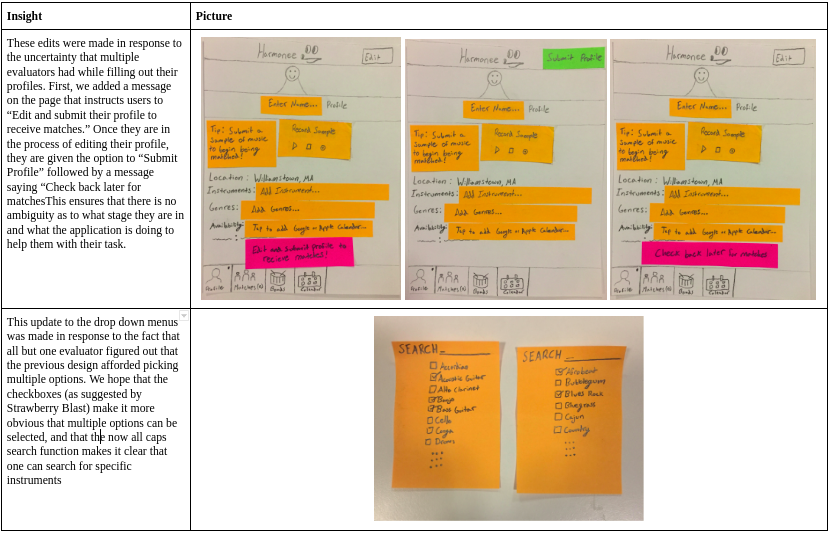 Insight
Picture
These edits were made in response to
the uncertainty that multiple
evaluators had while filling out their
profiles. First, we added a message
on the page that instructs users to
“Edit and submit their profile to
receive matches.” Once they are in
the process of editing their profile,
they are given the option to “Submit
Profile” followed by a message
saying “Check back later for
matchesThis ensures that there is no
ambiguity as to what stage they are in
and what the application is doing to
help them with their task.
Harmonee
Edit
Enter Name...
Profile
Tip: Submit a
sample of music
to begin being
matched!
Record Sample
Location: Williamstown, MA
Instruments: Add Instrument...
Genres: Add Genres...
Availability: Tap to add Google or Apple Calendar...
Edit and submit profile to
recieve matches!
Profile
Matches(0)
Bands
Calendar
Harmonee
Submit Profile
Enter Name...
Profile
Tip: Submit a
sample of music
to begin being
matched!
Record Sample
Location: Williamstown, MA
Instruments: Add Instrument...
Genres: Add Genres...
Availability: Tap to add Google or Apple Calendar...
Profile
Matches(0)
Bands
Calendar
Harmonee
Edit
Enter Name...
Profile
Tip: Submit a
sample of music
to begin being
matched!
Record Sample
Location: Williamstown, MA
Instruments: Add Instrument...
Genres: Add Genres...
Availability: Tap to add Google or Apple Calendar...
Check back later for matches
Profile
Matches(0)
Bands
Calendar
This update to the drop down menus
was made in response to the fact that
all but one evaluator figured out that
the previous design afforded picking
multiple options. We hope that the
checkboxes (as suggested by
Strawberry Blast) make it more
obvious that multiple options can be
selected, and that the now all caps
search function makes it clear that
one can search for specific
instruments
SEARCH
Accordion
Acoustic Guitar
Alto Clarinet
Banjo
Bass Guitar
Cello
Conga
Drums
...
...
SEARCH
Afrobeat
Bubblegum
Blues Rock
Bluegrass
Cajun
Country
...
...